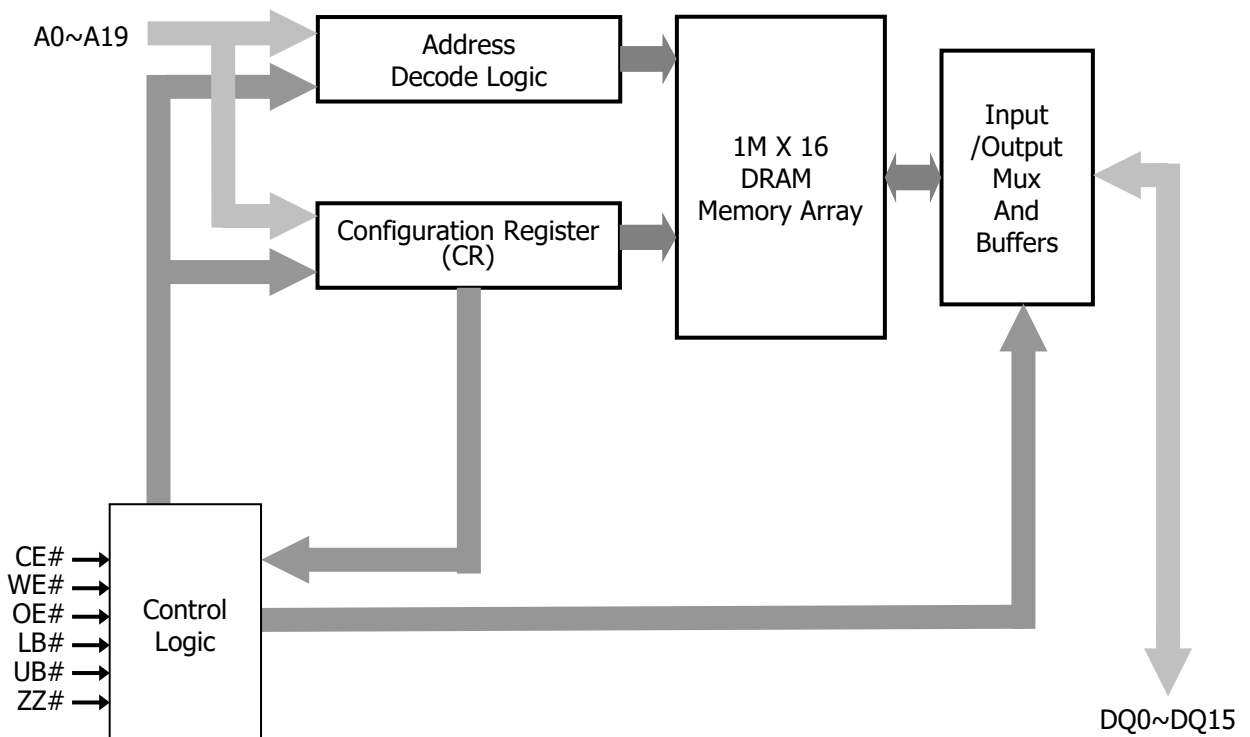 A0~A19
Address
Decode Logic
1M X 16
DRAM
Memory Array
Input
/Output
Mux
And
Buffers
Configuration Register
(CR)
CE#
WE#
OE#
LB#
UB#
ZZ#
Control
Logic
DQ0~DQ15